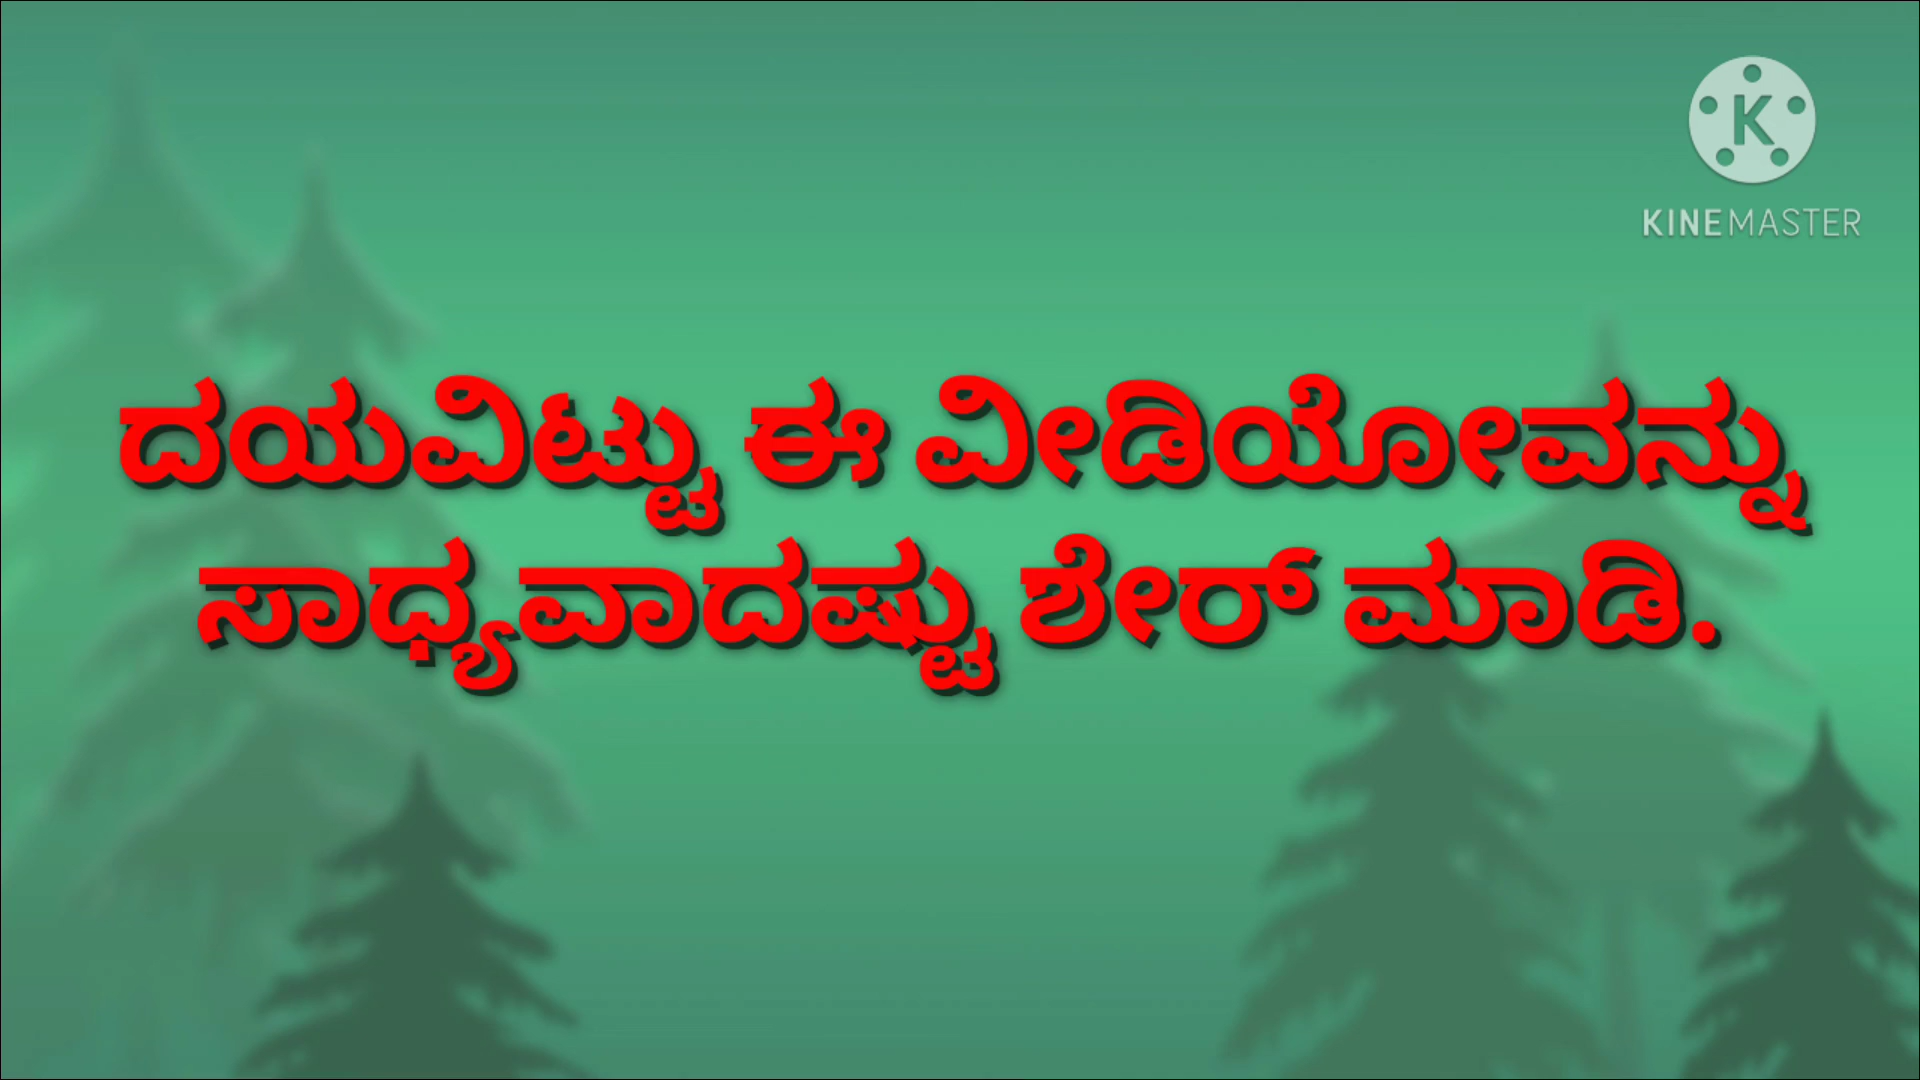 K
KINEMASTER
ದಯವಿಟ್ಟು ಈ ವೀಡಿಯೋವನ್ನು
ಸಾಧ್ಯವಾದಷ್ಟು ಶೇರ್ ಮಾಡಿ.